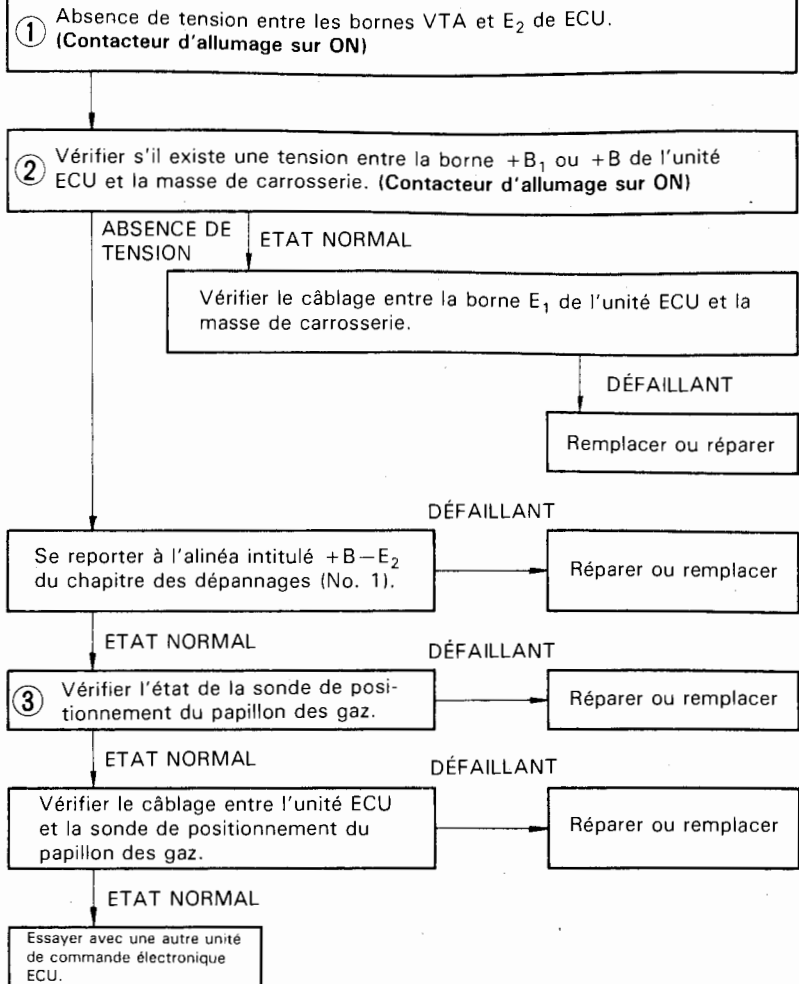 ① Absence de tension entre les bornes VTA et E₂ de ECU.
(Contacteur d'allumage sur ON)
② Vérifier s'il existe une tension entre la borne +B₁ ou +B de l'unité
ECU et la masse de carrosserie. (Contacteur d'allumage sur ON)
ABSENCE DE
TENSION
ETAT NORMAL
Vérifier le câblage entre la borne E₁ de l'unité ECU et la
masse de carrosserie.
DÉFAILLANT
Remplacer ou réparer
DÉFAILLANT
Se reporter à l'alinéa intitulé +B−E₂
du chapitre des dépannages (No. 1).
Réparer ou remplacer
ETAT NORMAL
DÉFAILLANT
③ Vérifier l'état de la sonde de posi-
tionnement du papillon des gaz.
Réparer ou remplacer
ETAT NORMAL
DÉFAILLANT
Vérifier le câblage entre l'unité ECU
et la sonde de positionnement du
papillon des gaz.
Réparer ou remplacer
ETAT NORMAL
Essayer avec une autre unité
de commande électronique
ECU.